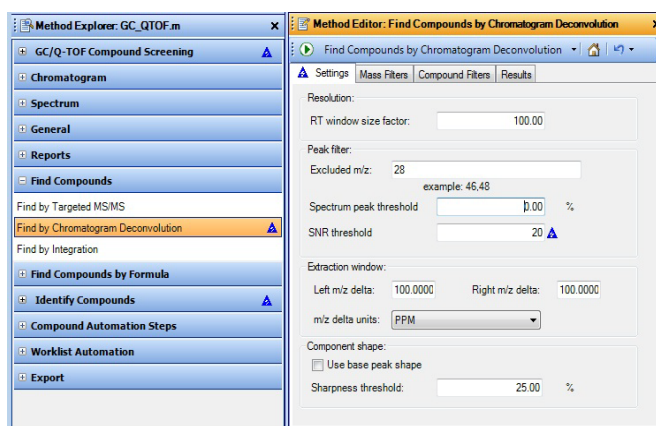 Method Explorer: GC_QTOF.m
GC/Q-TOF Compound Screening
Chromatogram
Spectrum
General
Reports
Find Compounds
Find by Targeted MS/MS
Find by Chromatogram Deconvolution
Find by Integration
Find Compounds by Formula
Identify Compounds
Compound Automation Steps
Worklist Automation
Export
Method Editor: Find Compounds by Chromatogram Deconvolution
Find Compounds by Chromatogram Deconvolution
Settings Mass Filters Compound Filters Results
Resolution:
RT window size factor: 100.00
Peak filter:
Excluded m/z: 28
example: 46,48
Spectrum peak threshold 0.00 %
SNR threshold 20
Extraction window:
Left m/z delta: 100.0000 Right m/z delta: 100.0000
m/z delta units: PPM
Component shape:
Use base peak shape
Sharpness threshold: 25.00 %